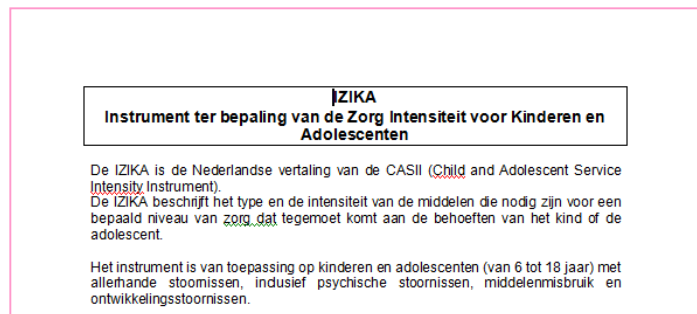 IZIKA
Instrument ter bepaling van de Zorg Intensiteit voor Kinderen en
Adolescenten
De IZIKA is de Nederlandse vertaling van de CASII (Child and Adolescent Service
Intensity Instrument).
De IZIKA beschrijft het type en de intensiteit van de middelen die nodig zijn voor een
bepaald niveau van zorg dat tegemoet komt aan de behoeften van het kind of de
adolescent.
Het instrument is van toepassing op kinderen en adolescenten (van 6 tot 18 jaar) met
allerhande stoornissen, inclusief psychische stoornissen, middelenmisbruik en
ontwikkelingsstoornissen.